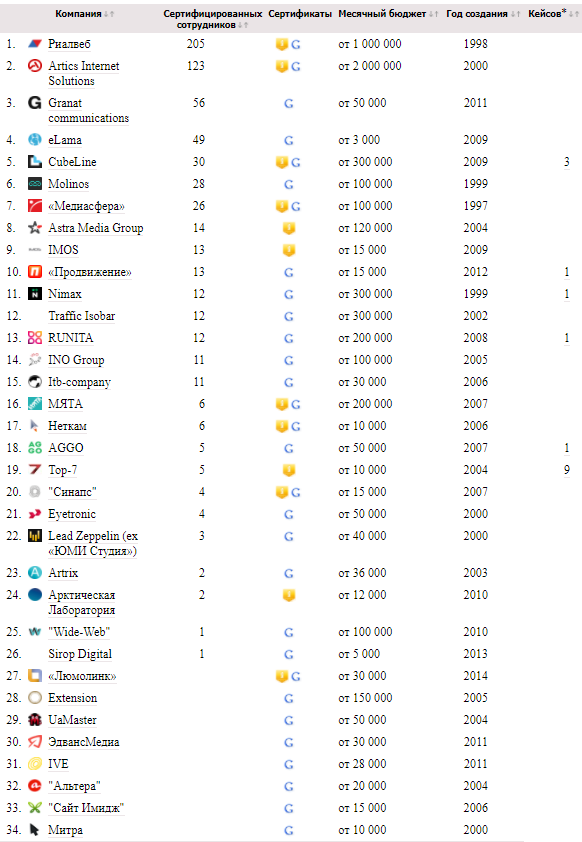 Компания ↓↑ Сертифицированных сотрудников ↓↑ Сертификаты Месячный бюджет ↓↑ Год создания ↓↑ Кейсов* ↓↑
1. Риалвеб 205 G от 1 000 000 1998
2. Artics Internet 123 G от 2 000 000 2000
Solutions
3. Granat 56 G от 50 000 2011
communications
4. eLama 49 G от 3 000 2009
5. CubeLine 30 G от 300 000 2009 3
6. Molinos 28 G от 100 000 1999
7. «Медиасфера» 26 G от 100 000 1997
8. Astra Media Group 14 от 120 000 2004
9. IMOS 13 от 15 000 2009
10. «Продвижение» 13 G от 15 000 2012 1
11. Nimax 12 G от 300 000 1999 1
12. Traffic Isobar 12 G от 300 000 2002
13. RUNITA 12 G от 200 000 2008 1
14. INO Group 11 G от 100 000 2005
15. Itb-company 11 G от 30 000 2006
16. МЯТА 6 G от 200 000 2007
17. Неткам 6 G от 10 000 2006
18. AGGO 5 G от 50 000 2007 1
19. Top-7 5 от 10 000 2004 9
20. "Синапс" 4 G от 15 000 2007
21. Eyetronic 4 G от 50 000 2000
22. Lead Zeppelin (ex 3 G от 40 000 2000
«ЮМИ Студия»)
23. Artrix 2 G от 36 000 2003
24. Арктическая 2 от 12 000 2010
Лаборатория
25. "Wide-Web" 1 G от 100 000 2010
26. Sirop Digital 1 G от 5 000 2013
27. «Люмолинк» G от 30 000 2014
28. Extension G от 150 000 2005
29. UaMaster G от 50 000 2004
30. ЭдвансМедиа G от 30 000 2011
31. IVE G от 28 000 2011
32. "Альтера" G от 20 000 2004
33. "Сайт Имидж" G от 15 000 2006
34. Митра G от 10 000 2000